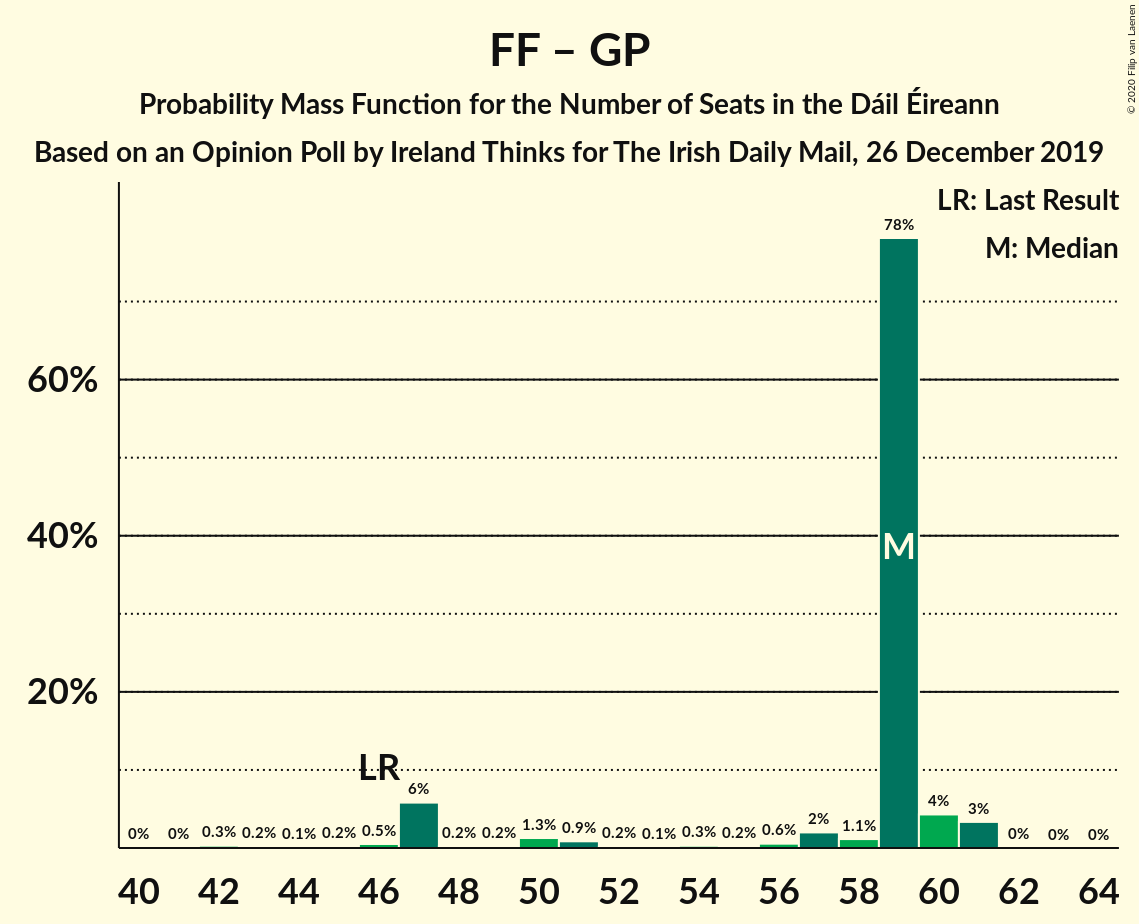 FF – GP
Probability Mass Function for the Number of Seats in the Dáil Éireann
Based on an Opinion Poll by Ireland Thinks for The Irish Daily Mail, 26 December 2019
© 2020 Filip van Laenen
LR: Last Result
M: Median
78%
60%
40%
M
20%
LR
0% 0% 0.3% 0.2% 0.1% 0.2% 0.5% 6% 0.2% 0.2% 1.3% 0.9% 0.2% 0.1% 0.3% 0.2% 0.6% 2% 1.1% 4% 3% 0% 0% 0%
40 42 44 46 48 50 52 54 56 58 60 62 64